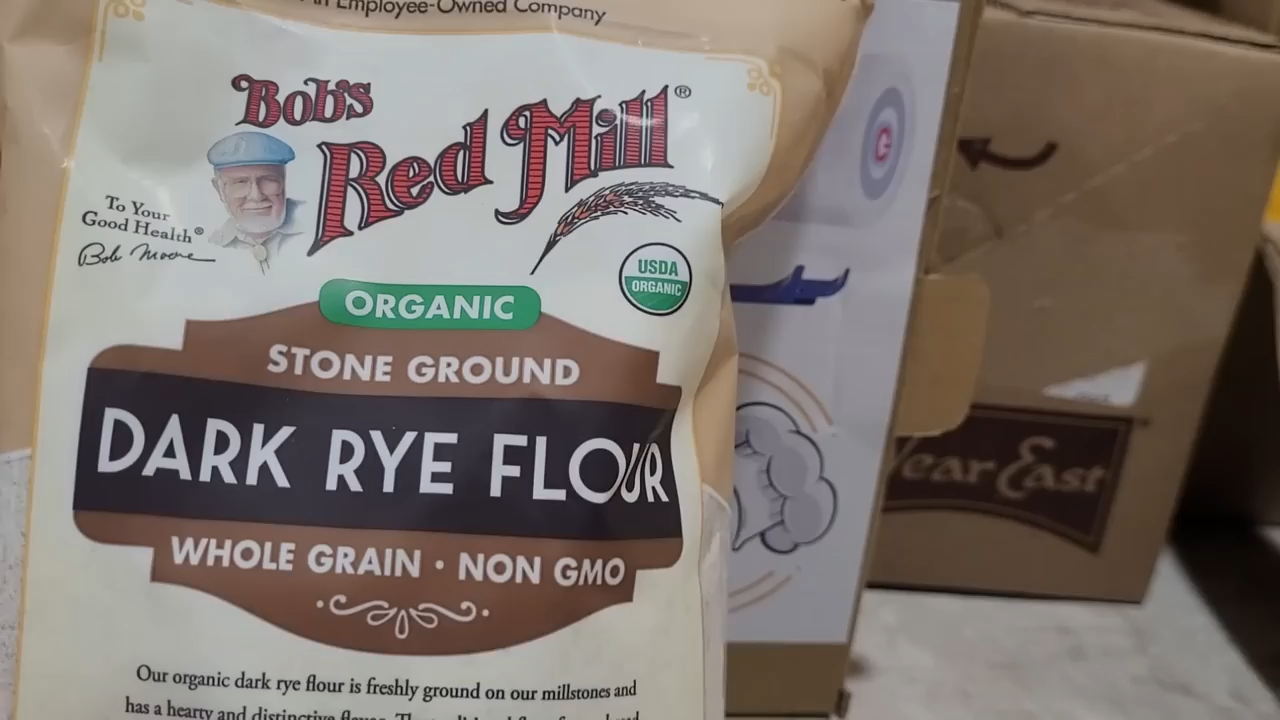 An Employee-Owned Company
Bob's
Red Mill®
To Your
Good Health®
Bob Moore
USDA
ORGANIC
ORGANIC
STONE GROUND
DARK RYE FLOUR
WHOLE GRAIN · NON GMO
Our organic dark rye flour is freshly ground on our millstones and
has a hearty and distinctive flavor.
East